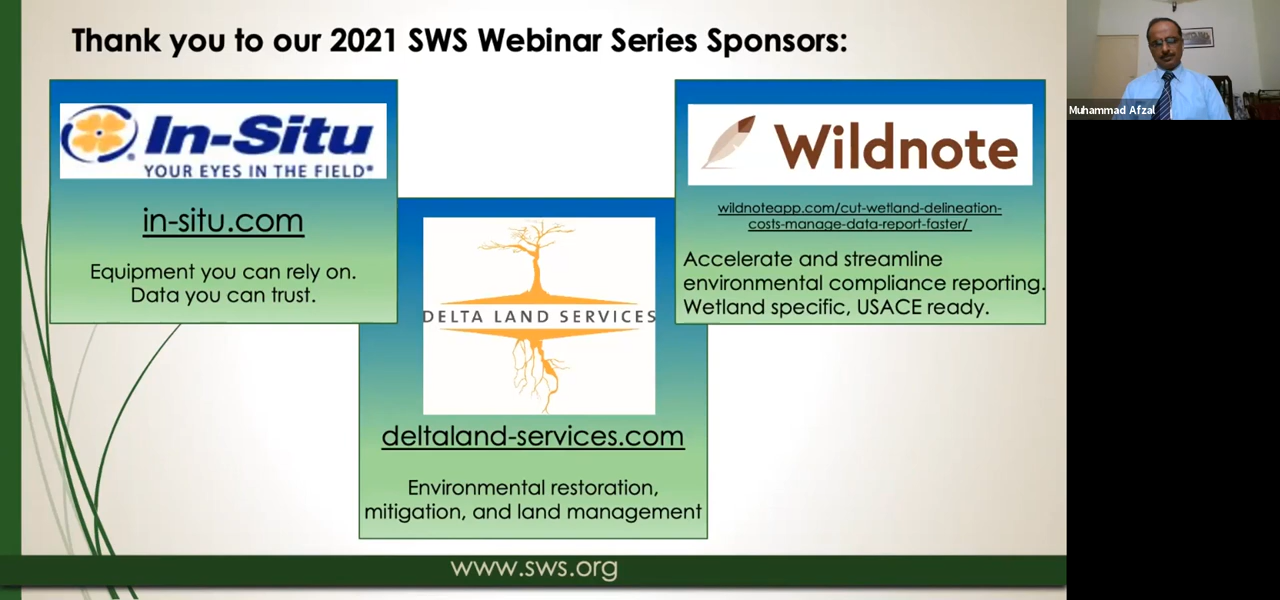 Thank you to our 2021 SWS Webinar Series Sponsors:
In-Situ
YOUR EYES IN THE FIELD®
in-situ.com
Equipment you can rely on.
Data you can trust.
DELTA LAND SERVICES
deltaland-services.com
Environmental restoration,
mitigation, and land management
Wildnote
wildnoteapp.com/cut-wetland-delineation-
costs-manage-data-report-faster/
Accelerate and streamline
environmental compliance reporting.
Wetland specific, USACE ready.
www.sws.org
Muhammad Afzal